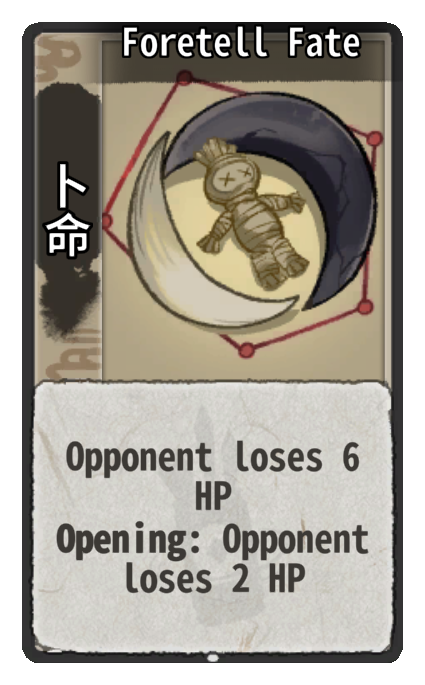 Foretell Fate
卜
命
Opponent loses 6
HP
Opening: Opponent
loses 2 HP